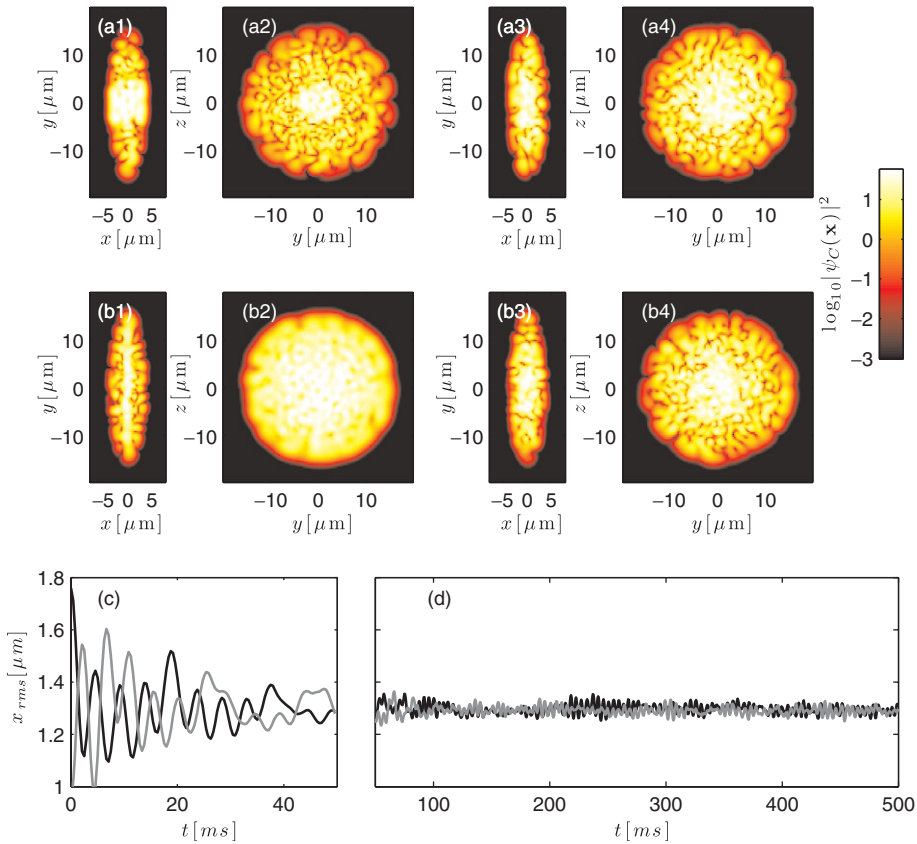 (a1) (a2) (a3) (a4)
10 10 10 10
0 0 0 0
−10 −10 −10 −10
y [μm] z [μm] y [μm] z [μm]
−5 0 5 −10 0 10 −5 0 5 −10 0 10
x [μm] y [μm] x [μm] y [μm]
1
0
−1
−2
−3
log₁₀|ψ_C(x)|²
(b1) (b2) (b3) (b4)
10 10 10 10
0 0 0 0
−10 −10 −10 −10
y [μm] z [μm] y [μm] z [μm]
−5 0 5 −10 0 10 −5 0 5 −10 0 10
x [μm] y [μm] x [μm] y [μm]
(c) (d)
1.8
1.6
1.4
1.2
1
x rms [μm]
0 20 40 100 200 300 400 500
t [ms] t [ms]